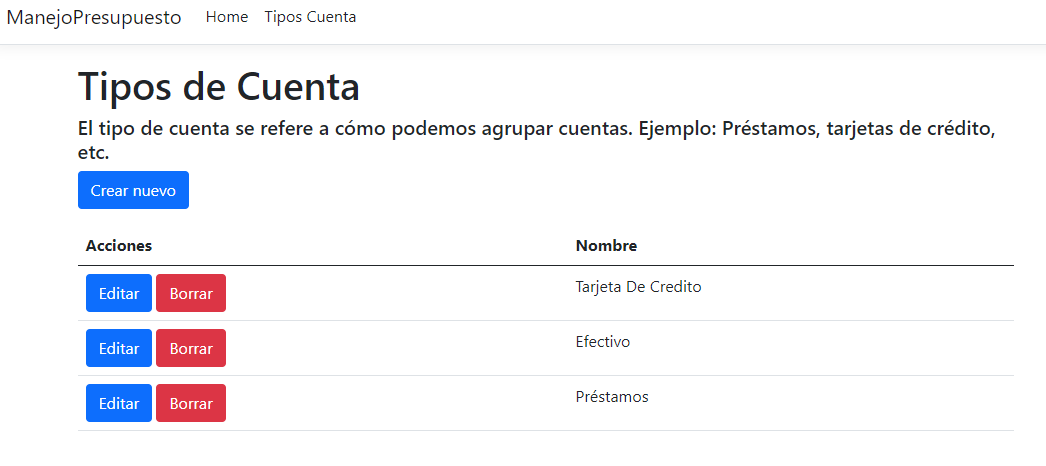 ManejoPresupuesto Home Tipos Cuenta
Tipos de Cuenta
El tipo de cuenta se refere a cómo podemos agrupar cuentas. Ejemplo: Préstamos, tarjetas de crédito,
etc.
Crear nuevo
Acciones Nombre
Editar Borrar Tarjeta De Credito
Editar Borrar Efectivo
Editar Borrar Préstamos